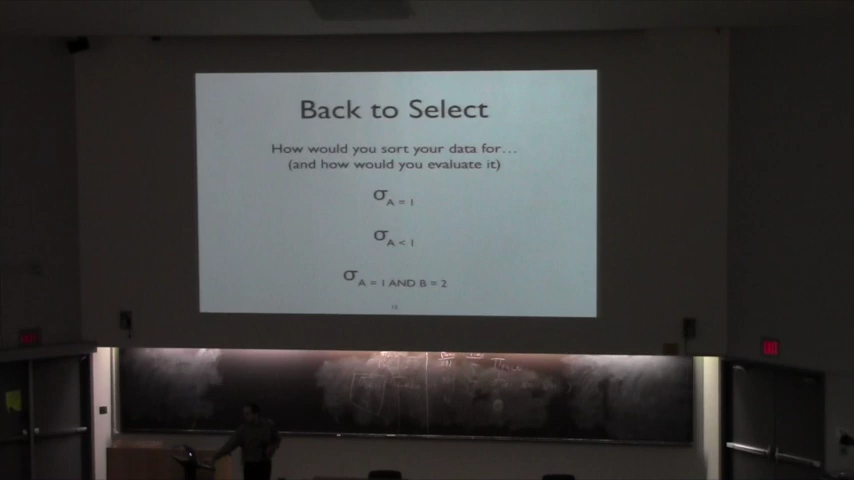 Back to Select
How would you sort your data for…
(and how would you evaluate it)
σA = 1
σA < 1
σA = 1 AND B = 2